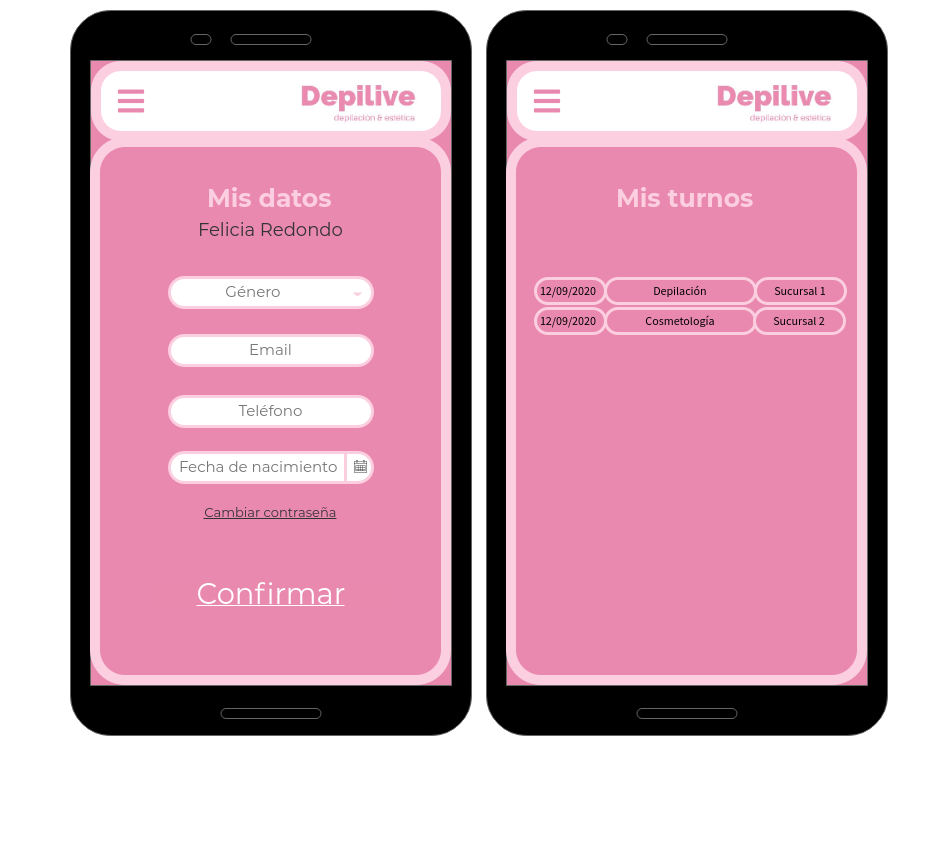 Depilive
depilación & estética
Mis datos
Felicia Redondo
Género
Email
Teléfono
Fecha de nacimiento
Cambiar contraseña
Confirmar
Depilive
depilación & estética
Mis turnos
12/09/2020 Depilación Sucursal 1
12/09/2020 Cosmetología Sucursal 2